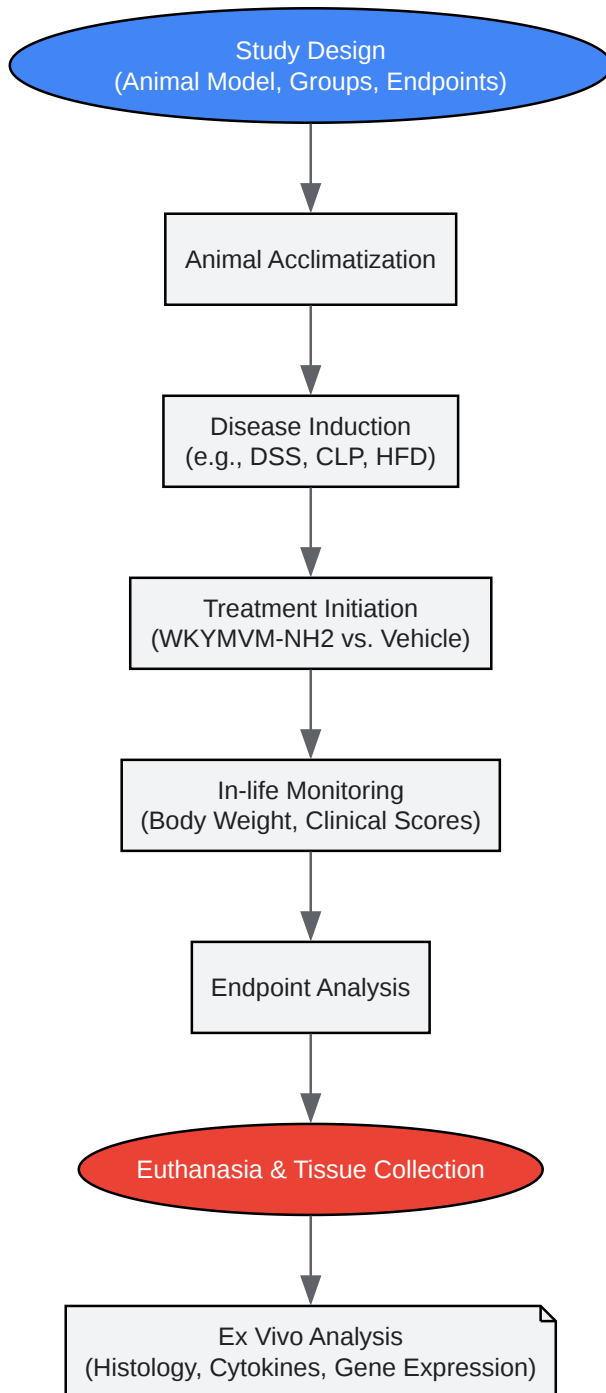 Study Design
(Animal Model, Groups, Endpoints)
Animal Acclimatization
Disease Induction
(e.g., DSS, CLP, HFD)
Treatment Initiation
(WKYMVM-NH2 vs. Vehicle)
In-life Monitoring
(Body Weight, Clinical Scores)
Endpoint Analysis
Euthanasia & Tissue Collection
Ex Vivo Analysis
(Histology, Cytokines, Gene Expression)